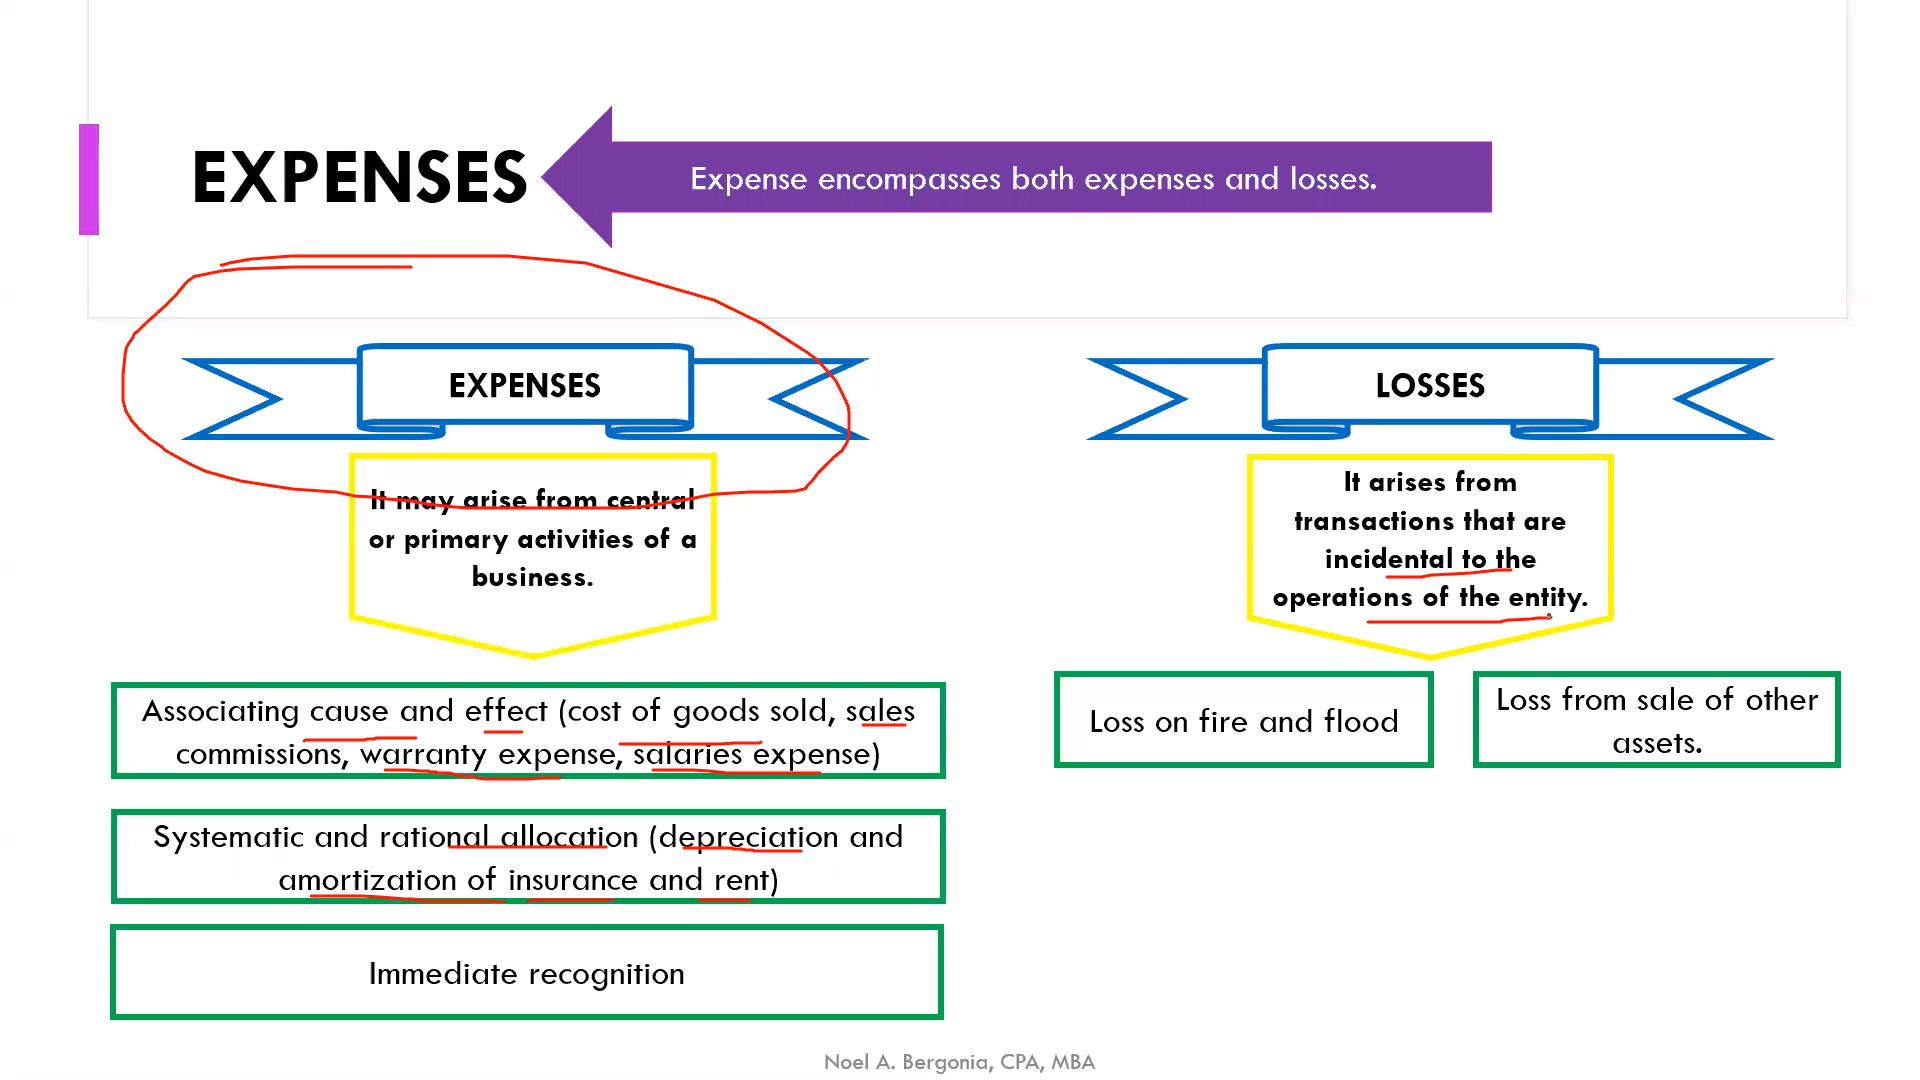 EXPENSES
Expense encompasses both expenses and losses.
EXPENSES
It may arise from central
or primary activities of a
business.
Associating cause and effect (cost of goods sold, sales
commissions, warranty expense, salaries expense)
Systematic and rational allocation (depreciation and
amortization of insurance and rent)
Immediate recognition
LOSSES
It arises from
transactions that are
incidental to the
operations of the entity.
Loss on fire and flood
Loss from sale of other
assets.
Noel A. Bergonia, CPA, MBA